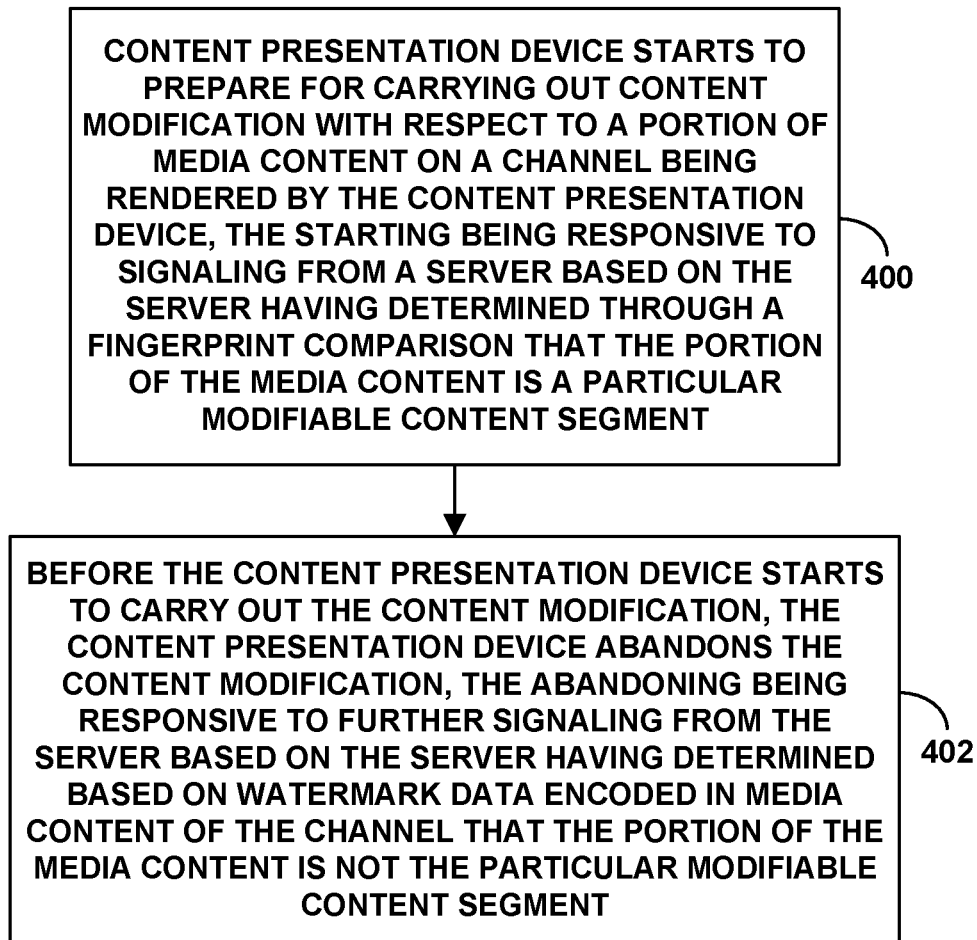 CONTENT PRESENTATION DEVICE STARTS TO
PREPARE FOR CARRYING OUT CONTENT
MODIFICATION WITH RESPECT TO A PORTION OF
MEDIA CONTENT ON A CHANNEL BEING
RENDERED BY THE CONTENT PRESENTATION
DEVICE, THE STARTING BEING RESPONSIVE TO
SIGNALING FROM A SERVER BASED ON THE
SERVER HAVING DETERMINED THROUGH A
FINGERPRINT COMPARISON THAT THE PORTION
OF THE MEDIA CONTENT IS A PARTICULAR
MODIFIABLE CONTENT SEGMENT
400
BEFORE THE CONTENT PRESENTATION DEVICE STARTS
TO CARRY OUT THE CONTENT MODIFICATION, THE
CONTENT PRESENTATION DEVICE ABANDONS THE
CONTENT MODIFICATION, THE ABANDONING BEING
RESPONSIVE TO FURTHER SIGNALING FROM THE
SERVER BASED ON THE SERVER HAVING DETERMINED
BASED ON WATERMARK DATA ENCODED IN MEDIA
CONTENT OF THE CHANNEL THAT THE PORTION OF THE
MEDIA CONTENT IS NOT THE PARTICULAR MODIFIABLE
CONTENT SEGMENT
402